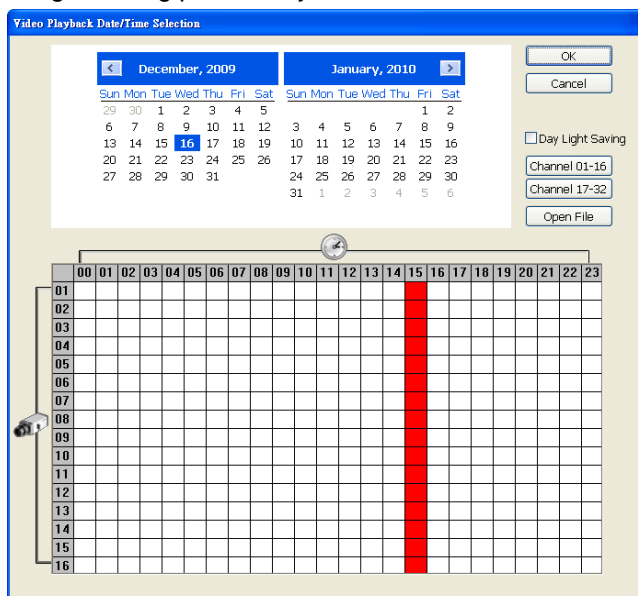 Video Playback Date/Time Selection
December, 2009
Sun Mon Tue Wed Thu Fri Sat
29 30 1 2 3 4 5
6 7 8 9 10 11 12
13 14 15 16 17 18 19
20 21 22 23 24 25 26
27 28 29 30 31
January, 2010
Sun Mon Tue Wed Thu Fri Sat
1 2
3 4 5 6 7 8 9
10 11 12 13 14 15 16
17 18 19 20 21 22 23
24 25 26 27 28 29 30
31 1 2 3 4 5 6
OK
Cancel
Day Light Saving
Channel 01-16
Channel 17-32
Open File
00 01 02 03 04 05 06 07 08 09 10 11 12 13 14 15 16 17 18 19 20 21 22 23
01
02
03
04
05
06
07
08
09
10
11
12
13
14
15
16